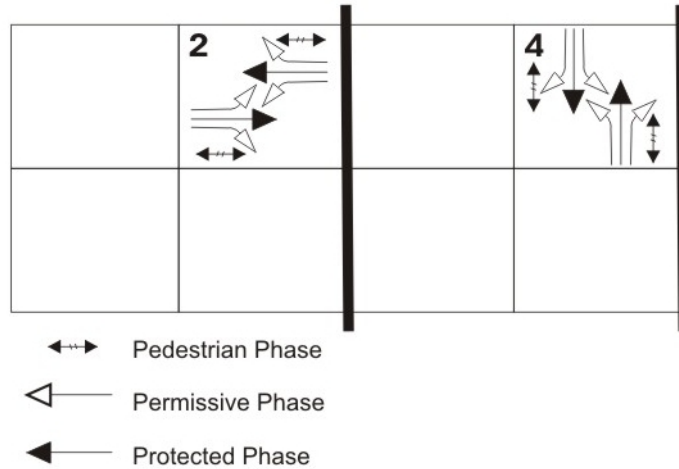 2
4
Pedestrian Phase
Permissive Phase
Protected Phase